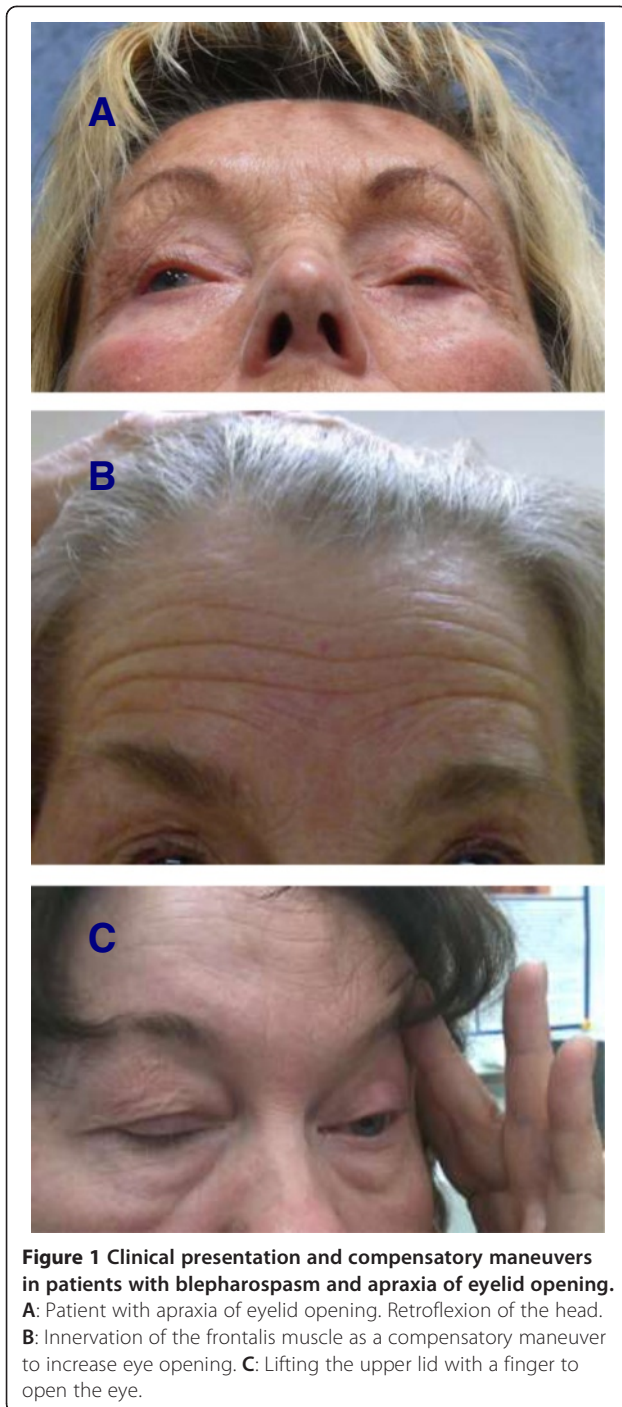 A
B
C
Figure 1 Clinical presentation and compensatory maneuvers
in patients with blepharospasm and apraxia of eyelid opening.
A: Patient with apraxia of eyelid opening. Retroflexion of the head.
B: Innervation of the frontalis muscle as a compensatory maneuver
to increase eye opening. C: Lifting the upper lid with a finger to
open the eye.